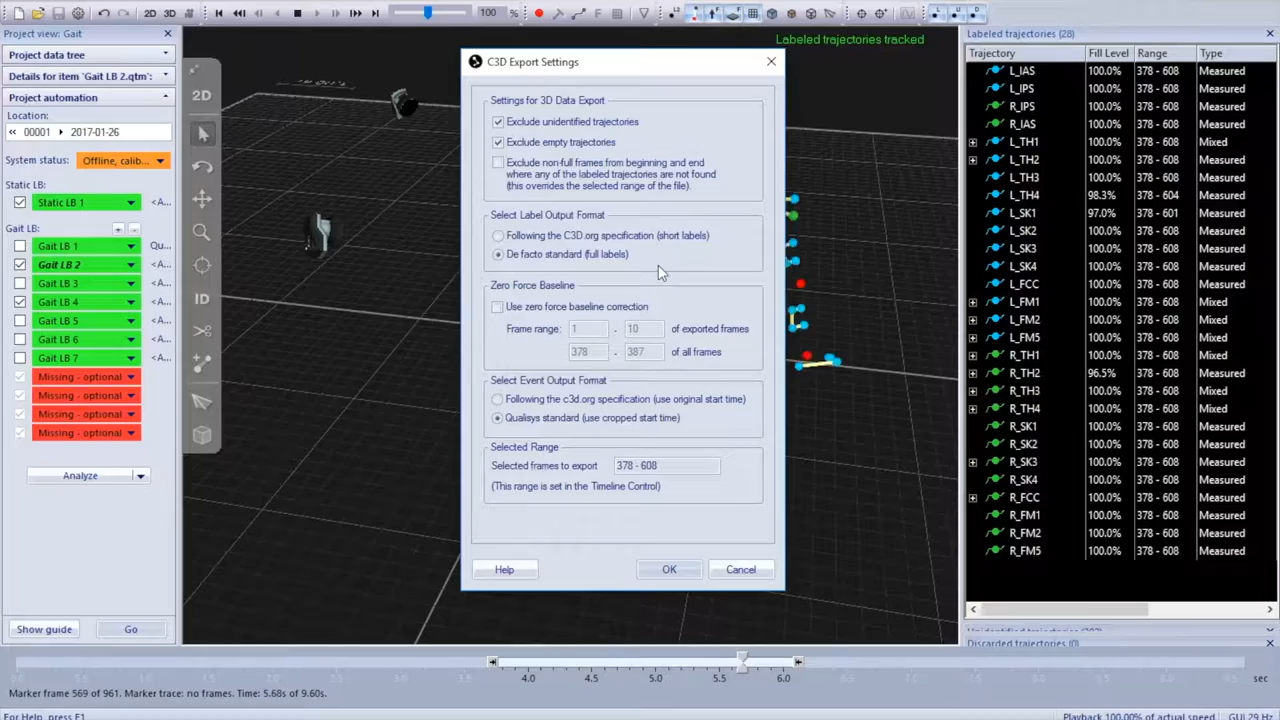 2D 3D
100 %
F
L2
L U D
Project view: Gait
Project data tree
Details for item 'Gait LB 2.qtm':
Project automation
Location:
<< 00001 2017-01-26
System status: Offline, calib...
Static LB:
Static LB 1 <A...
Gait LB: + -
Gait LB 1 Qu...
Gait LB 2 <A...
Gait LB 3 <A...
Gait LB 4 <A...
Gait LB 5 <A...
Gait LB 6 <A...
Gait LB 7 <A...
Missing - optional
Missing - optional
Missing - optional
Missing - optional
Analyze
Show guide Go
2D
ID
Labeled trajectories tracked
C3D Export Settings
Settings for 3D Data Export
Exclude unidentified trajectories
Exclude empty trajectories
Exclude non-full frames from beginning and end
where any of the labeled trajectories are not found
(this overrides the selected range of the file).
Select Label Output Format
Following the C3D.org specification (short labels)
De facto standard (full labels)
Zero Force Baseline
Use zero force baseline correction
Frame range: 1 - 10 of exported frames
378 - 387 of all frames
Select Event Output Format
Following the c3d.org specification (use original start time)
Qualisys standard (use cropped start time)
Selected Range
Selected frames to export 378 - 608
(This range is set in the Timeline Control)
Help OK Cancel
Labeled trajectories (28)
Trajectory Fill Level Range Type
L_IAS 100.0% 378 - 608 Measured
L_IPS 100.0% 378 - 608 Measured
R_IPS 100.0% 378 - 608 Measured
R_IAS 100.0% 378 - 608 Measured
L_TH1 100.0% 378 - 608 Mixed
L_TH2 100.0% 378 - 608 Measured
L_TH3 100.0% 378 - 608 Measured
L_TH4 98.3% 378 - 604 Measured
L_SK1 97.0% 378 - 601 Measured
L_SK2 100.0% 378 - 608 Measured
L_SK3 100.0% 378 - 608 Measured
L_SK4 100.0% 378 - 608 Measured
L_FCC 100.0% 378 - 608 Measured
L_FM1 100.0% 378 - 608 Mixed
L_FM2 100.0% 378 - 608 Mixed
L_FM5 100.0% 378 - 608 Measured
R_TH1 100.0% 378 - 608 Mixed
R_TH2 96.5% 378 - 608 Measured
R_TH3 100.0% 378 - 608 Mixed
R_TH4 100.0% 378 - 608 Mixed
R_SK1 100.0% 378 - 608 Measured
R_SK2 100.0% 378 - 608 Measured
R_SK3 100.0% 378 - 608 Measured
R_SK4 100.0% 378 - 608 Measured
R_FCC 100.0% 378 - 608 Measured
R_FM1 100.0% 378 - 608 Measured
R_FM2 100.0% 378 - 608 Measured
R_FM5 100.0% 378 - 608 Measured
Discarded trajectories (0)
4.0 4.5 5.0 5.5 6.0 sec
Marker frame 569 of 961. Marker trace: no frames. Time: 5.68s of 9.60s.
For Help, press F1 Playback 100.00% of actual speed GUI 29 Hz